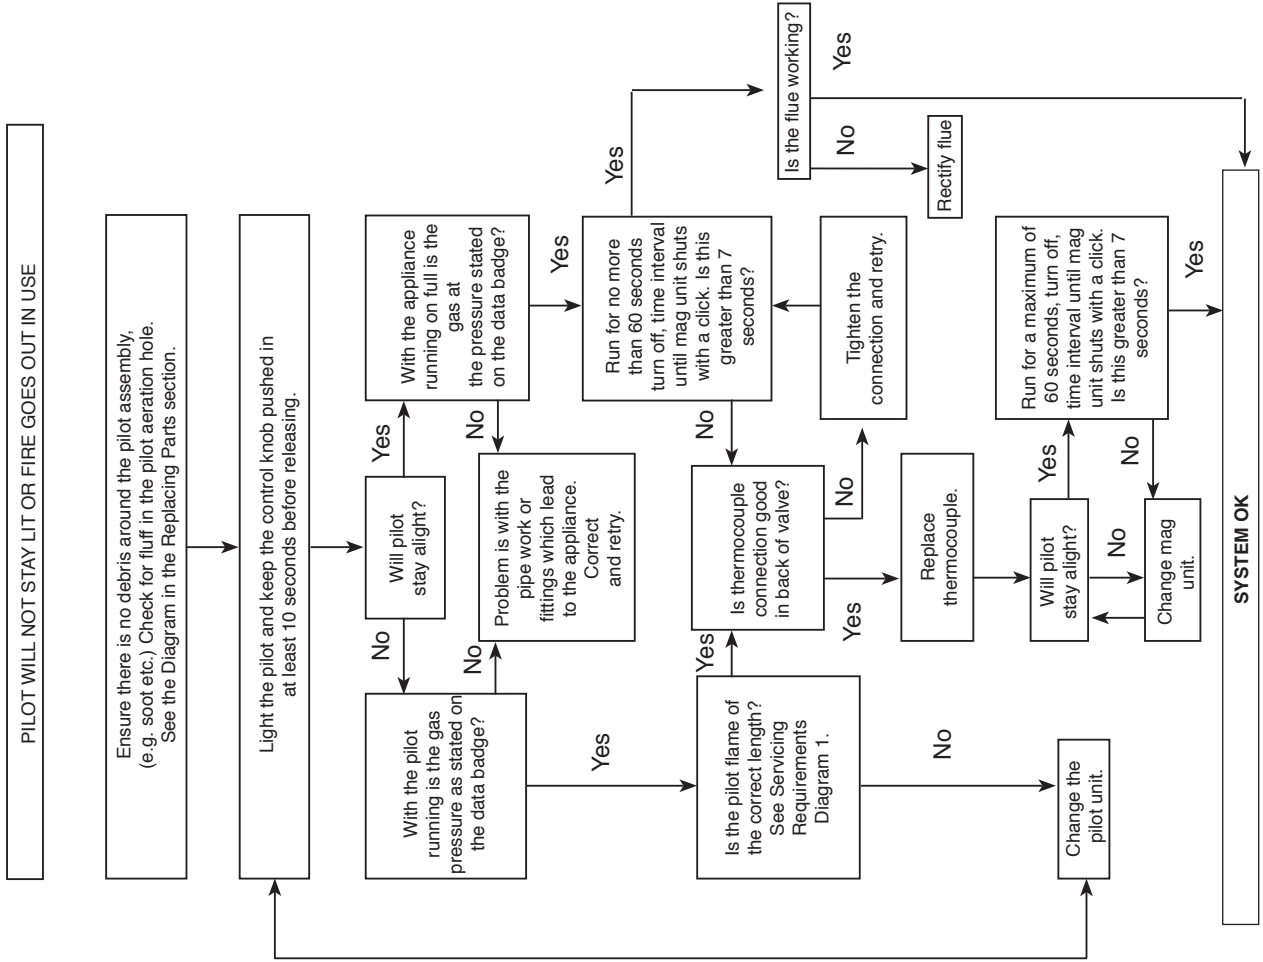 PILOT WILL NOT STAY LIT OR FIRE GOES OUT IN USE
Ensure there is no debris around the pilot assembly,
(e.g. soot etc.) Check for fluff in the pilot aeration hole.
See the Diagram in the Replacing Parts section.
Light the pilot and keep the control knob pushed in
at least 10 seconds before releasing.
Will pilot
stay alight?
No
Yes
With the pilot
running is the gas
pressure as stated on
the data badge?
No
Yes
Problem is with the
pipe work or
fittings which lead
to the appliance.
Correct
and retry.
With the appliance
running on full is the
gas at
the pressure stated
on the data badge?
No
Yes
Run for no more
than 60 seconds
turn off, time interval
until mag unit shuts
with a click. Is this
greater than 7
seconds?
No
Yes
Is the flue working?
No
Yes
Rectify flue
Is the pilot flame of
the correct length?
See Servicing
Requirements
Diagram 1.
Yes
No
Is thermocouple
connection good
in back of valve?
Yes
No
Tighten the
connection and retry.
Replace
thermocouple.
Will pilot
stay alight?
Yes
No
Change mag
unit.
Run for a maximum of
60 seconds, turn off,
time interval until mag
unit shuts with a click.
Is this greater than 7
seconds?
No
Yes
Change the
pilot unit.
SYSTEM OK